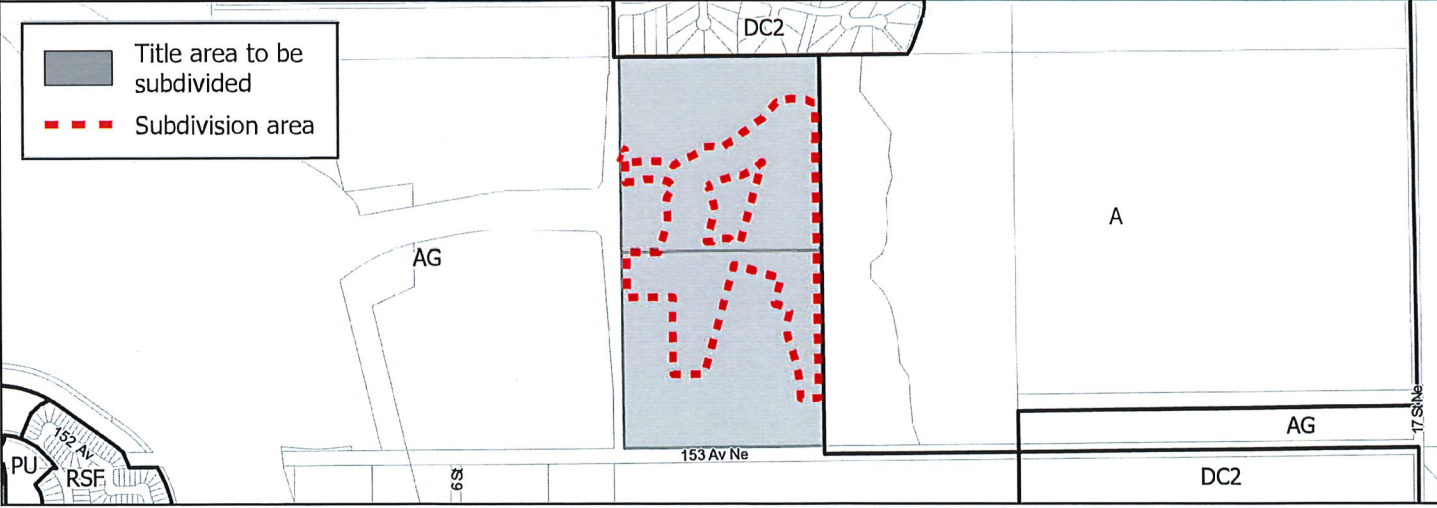 DC2
Title area to be
subdivided
Subdivision area
A
AG
17 St Ne
AG
152 Av
153 Av Ne
PU
RSF
6 St
DC2